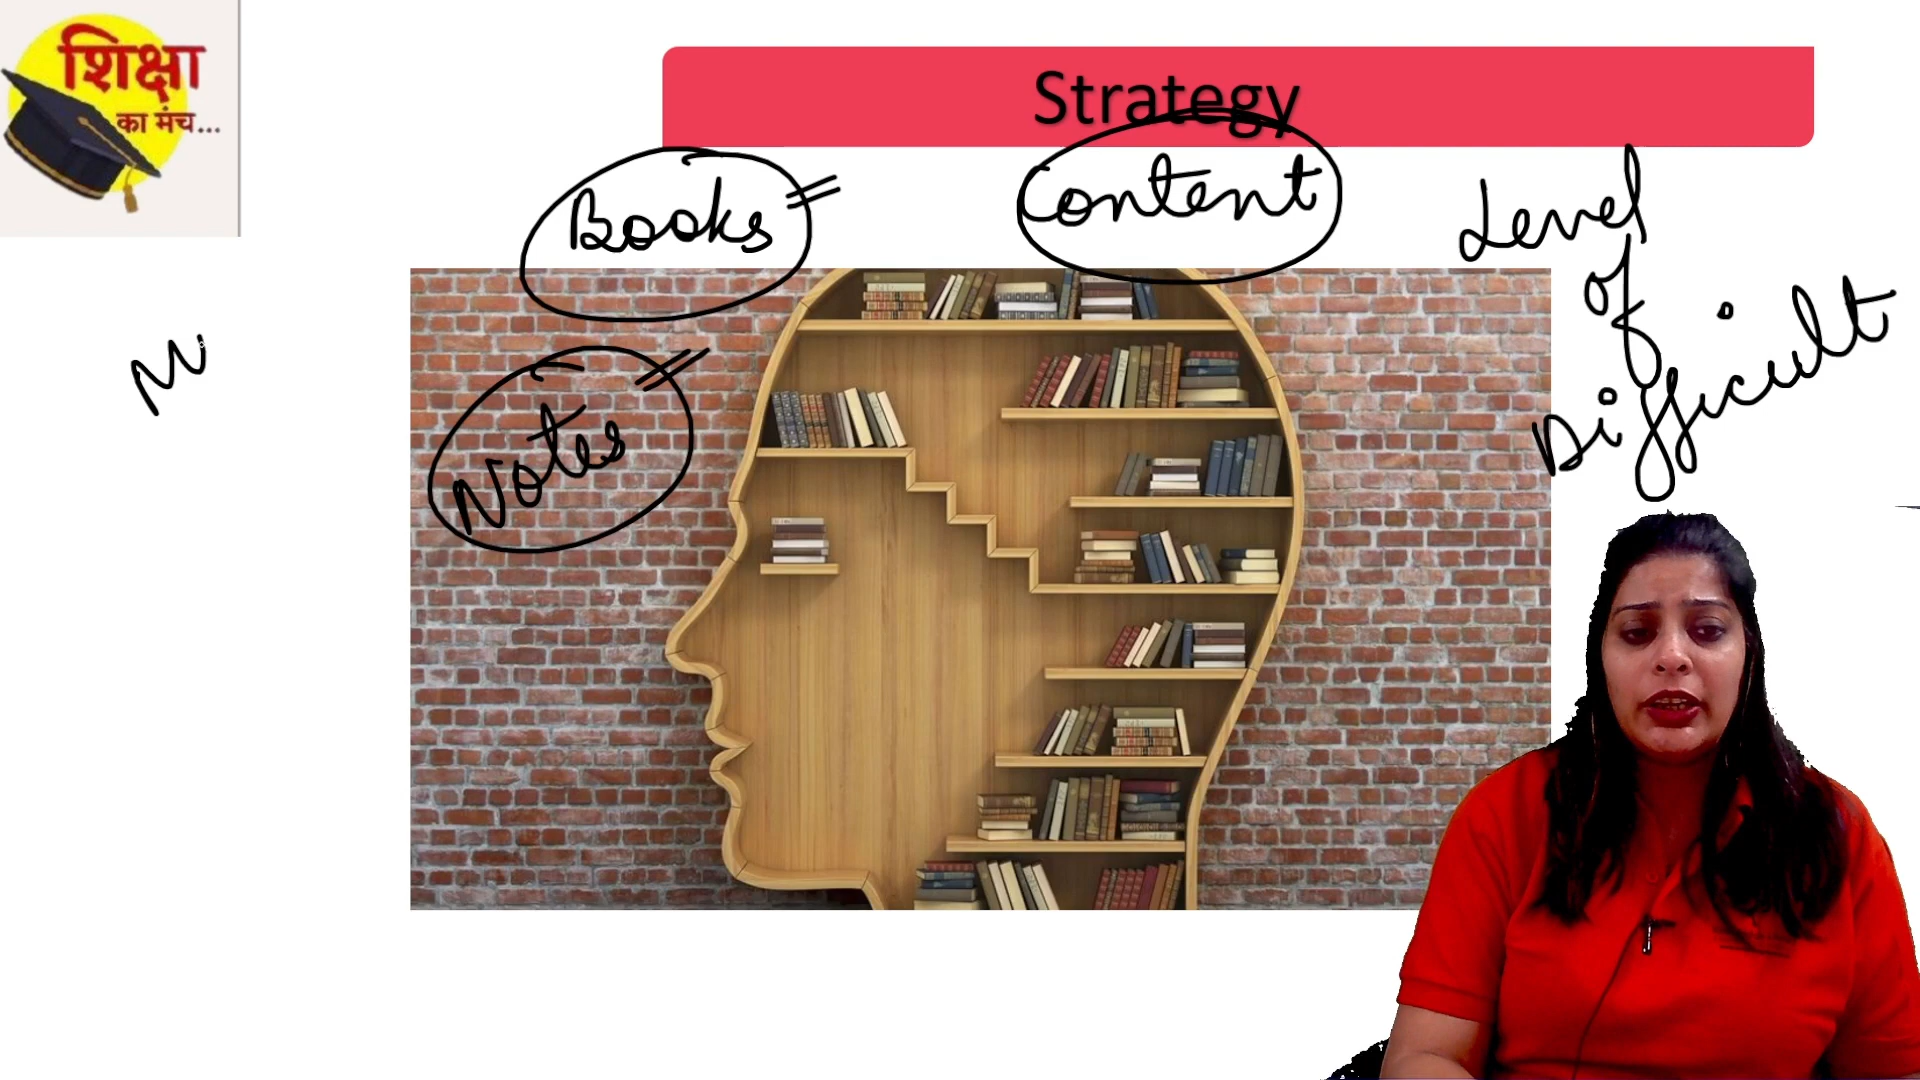 शिक्षा
का मंच...
Strategy
Books
Content
Level
of
Difficult
Notes